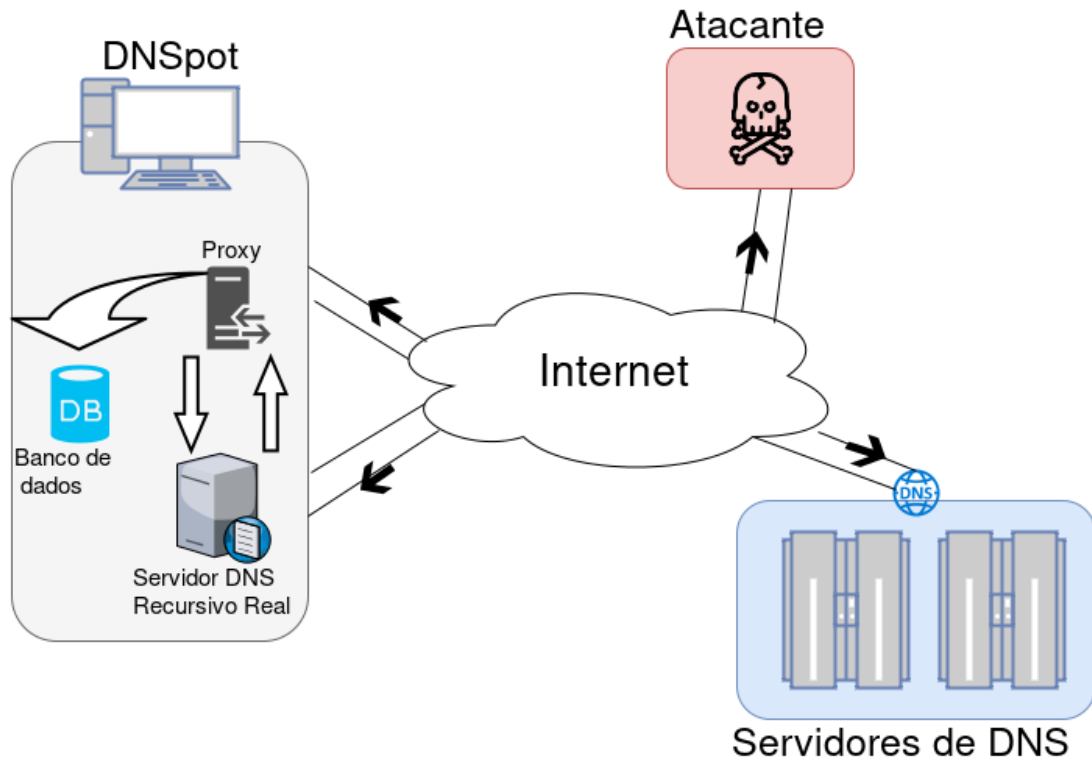 DNSpot
Atacante
Proxy
Internet
DB
Banco de
dados
Servidor DNS
Recursivo Real
DNS
Servidores de DNS